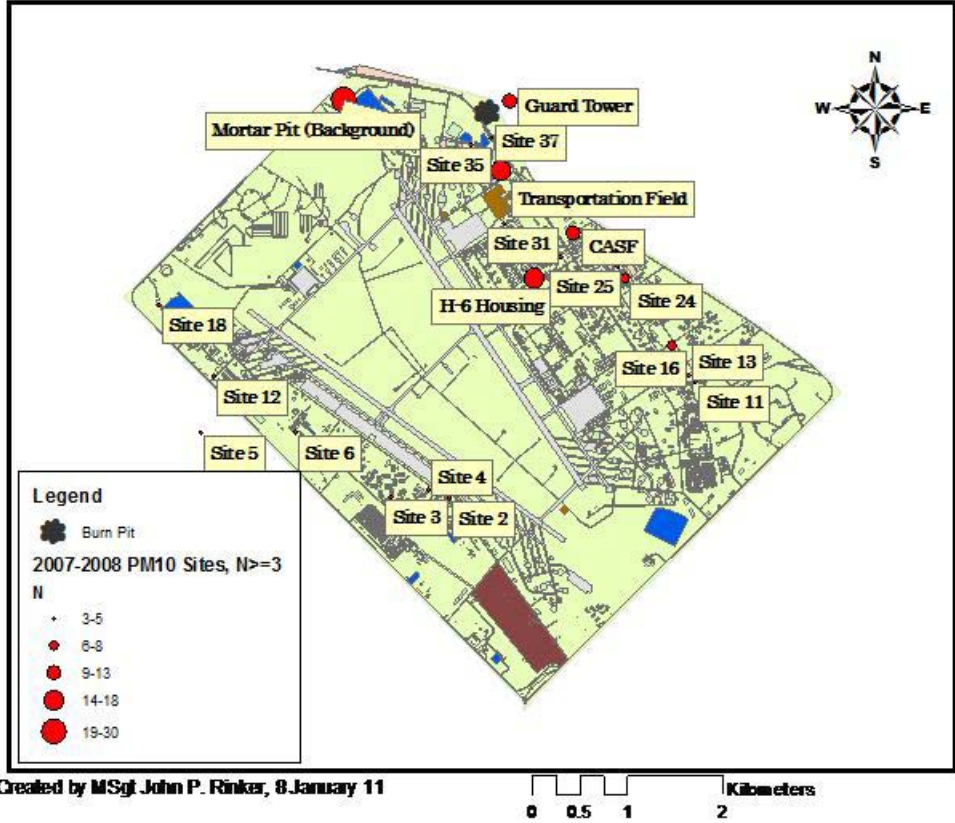 N
W
E
S
Guard Tower
Mortar Pit (Background)
Site 37
Site 35
Transportation Field
Site 31
CASF
Site 25
H-6 Housing
Site 24
Site 18
Site 16
Site 13
Site 12
Site 11
Site 5
Site 6
Site 4
Site 3
Site 2
Legend
Burn Pit
2007-2008 PM10 Sites, N>=3
N
3-5
6-8
9-13
14-18
19-30
Created by MSgt John P. Rinker, 8 January 11
Kilometers
0 0.5 1 2